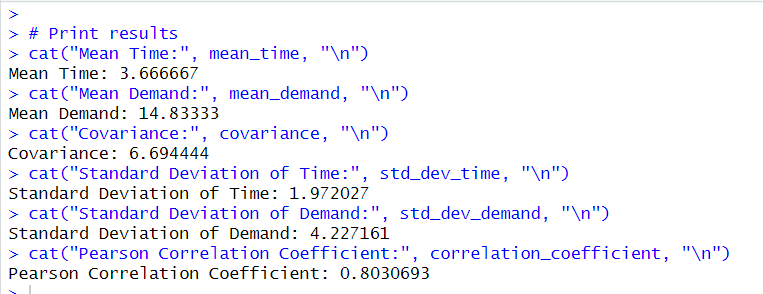 >
> # Print results
> cat("Mean Time:", mean_time, "\n")
Mean Time: 3.666667
> cat("Mean Demand:", mean_demand, "\n")
Mean Demand: 14.83333
> cat("Covariance:", covariance, "\n")
Covariance: 6.694444
> cat("Standard Deviation of Time:", std_dev_time, "\n")
Standard Deviation of Time: 1.972027
> cat("Standard Deviation of Demand:", std_dev_demand, "\n")
Standard Deviation of Demand: 4.227161
> cat("Pearson Correlation Coefficient:", correlation_coefficient, "\n")
Pearson Correlation Coefficient: 0.8030693
>